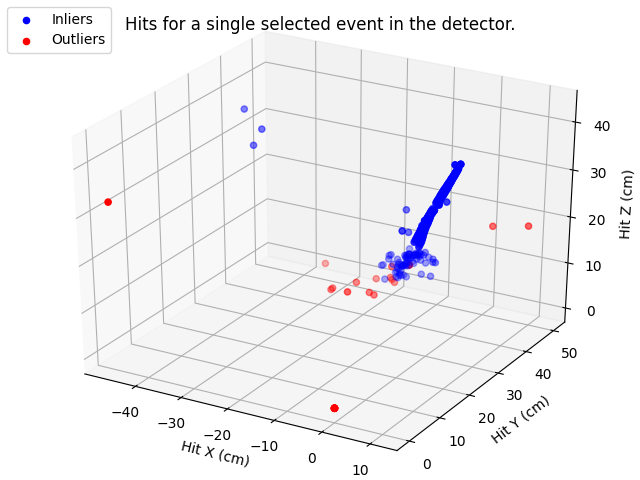 Hits for a single selected event in the detector.
Inliers
Outliers
40
30
20
10
0
Hit Z (cm)
50
40
30
20
10
0
Hit Y (cm)
−40
−30
−20
−10
0
10
Hit X (cm)